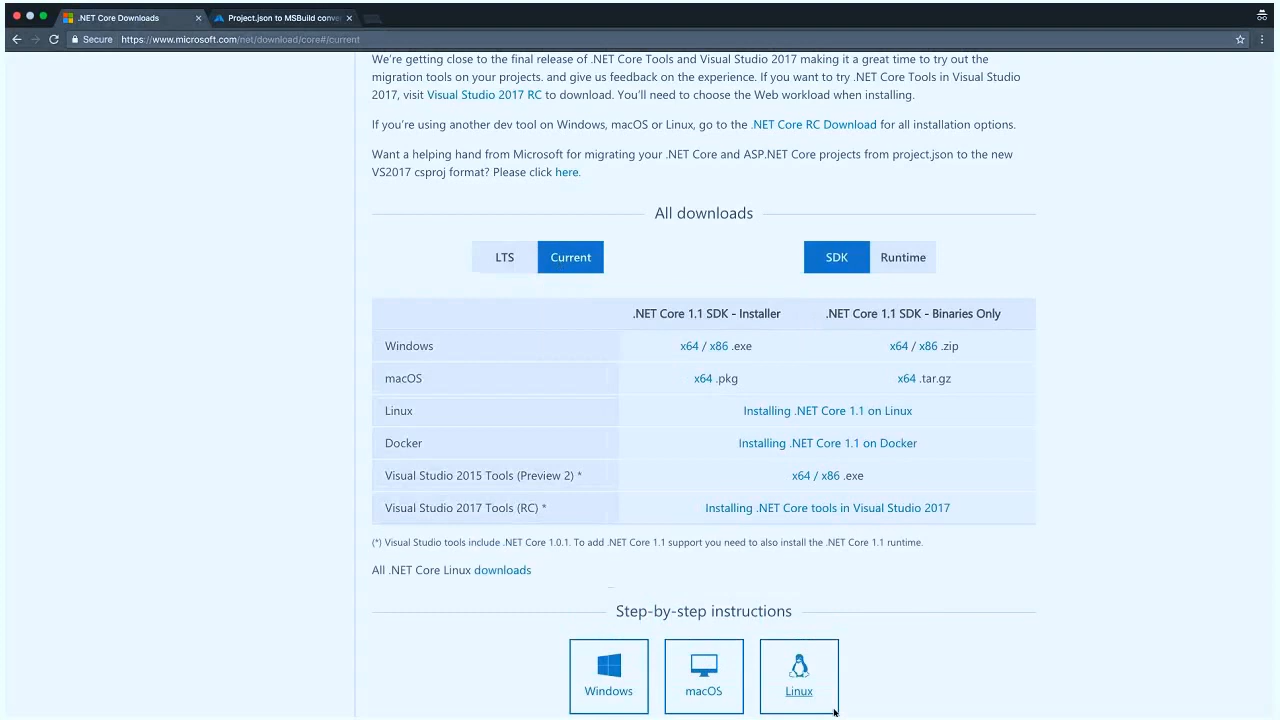 .NET Core Downloads
Project.json to MSBuild conve
Secure https://www.microsoft.com/net/download/core#/current
We're getting close to the final release of .NET Core Tools and Visual Studio 2017 making it a great time to try out the
migration tools on your projects. and give us feedback on the experience. If you want to try .NET Core Tools in Visual Studio
2017, visit Visual Studio 2017 RC to download. You'll need to choose the Web workload when installing.
If you're using another dev tool on Windows, macOS or Linux, go to the .NET Core RC Download for all installation options.
Want a helping hand from Microsoft for migrating your .NET Core and ASP.NET Core projects from project.json to the new
VS2017 csproj format? Please click here.
All downloads
LTS Current SDK Runtime
.NET Core 1.1 SDK - Installer .NET Core 1.1 SDK - Binaries Only
Windows x64 / x86 .exe x64 / x86 .zip
macOS x64 .pkg x64 .tar.gz
Linux Installing .NET Core 1.1 on Linux
Docker Installing .NET Core 1.1 on Docker
Visual Studio 2015 Tools (Preview 2) * x64 / x86 .exe
Visual Studio 2017 Tools (RC) * Installing .NET Core tools in Visual Studio 2017
(*) Visual Studio tools include .NET Core 1.0.1. To add .NET Core 1.1 support you need to also install the .NET Core 1.1 runtime.
All .NET Core Linux downloads
Step-by-step instructions
Windows macOS Linux